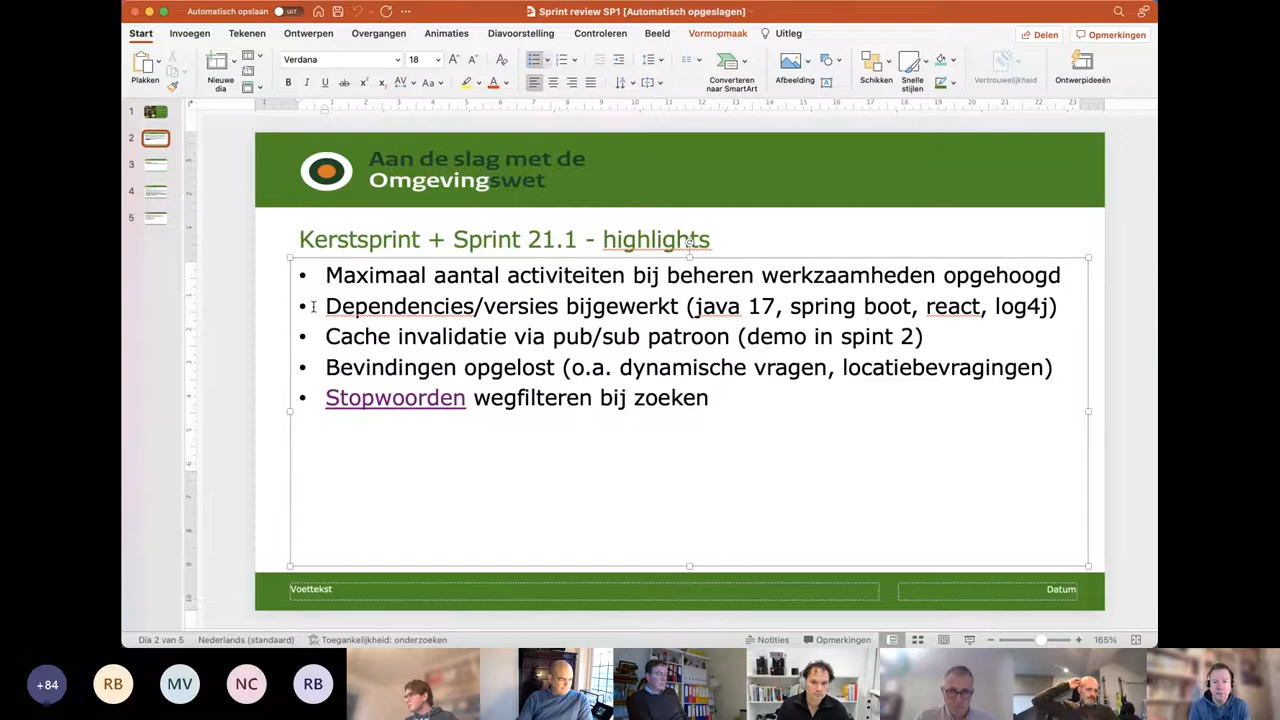 Automatisch opslaan UIT
Sprint review SP1 [Automatisch opgeslagen]
Start Invoegen Tekenen Ontwerpen Overgangen Animaties Diavoorstelling Controleren Beeld Vormopmaak Uitleg
Delen Opmerkingen
Plakken
Nieuwe dia
Verdana 18
Converteren naar SmartArt
Afbeelding
Schikken
Snelle stijlen
Vertrouwelijkheid
Ontwerpideeën
1
2
3
4
5
Aan de slag met de
Omgevingswet
Kerstsprint + Sprint 21.1 - highlights
• Maximaal aantal activiteiten bij beheren werkzaamheden opgehoogd
• Dependencies/versies bijgewerkt (java 17, spring boot, react, log4j)
• Cache invalidatie via pub/sub patroon (demo in spint 2)
• Bevindingen opgelost (o.a. dynamische vragen, locatiebevragingen)
• Stopwoorden wegfilteren bij zoeken
Voettekst Datum
Dia 2 van 5 Nederlands (standaard) Toegankelijkheid: onderzoeken Notities Opmerkingen 165%
+84 RB MV NC RB